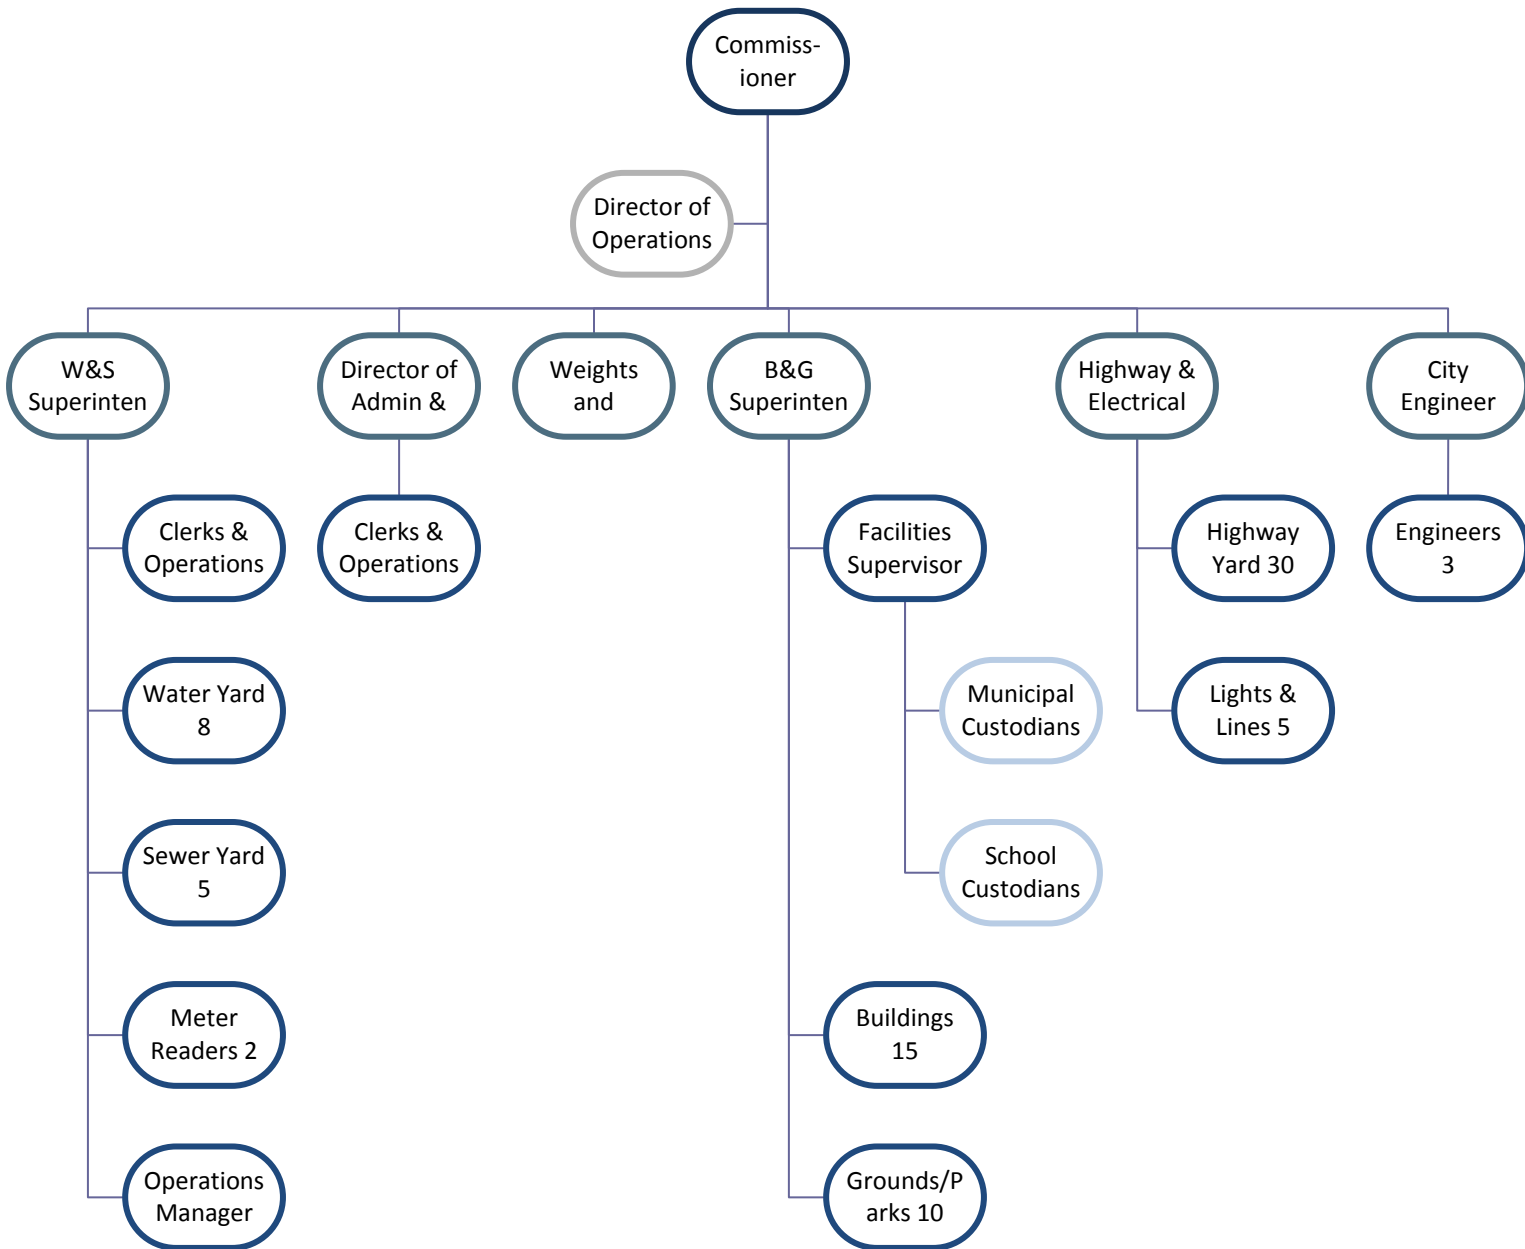 Commiss-
ioner
Director of
Operations
W&S
Superinten
Director of
Admin &
Weights
and
B&G
Superinten
Highway &
Electrical
City
Engineer
Clerks &
Operations
Clerks &
Operations
Facilities
Supervisor
Highway
Yard 30
Engineers
3
Water Yard
8
Municipal
Custodians
Lights &
Lines 5
Sewer Yard
5
School
Custodians
Meter
Readers 2
Buildings
15
Operations
Manager
Grounds/P
arks 10